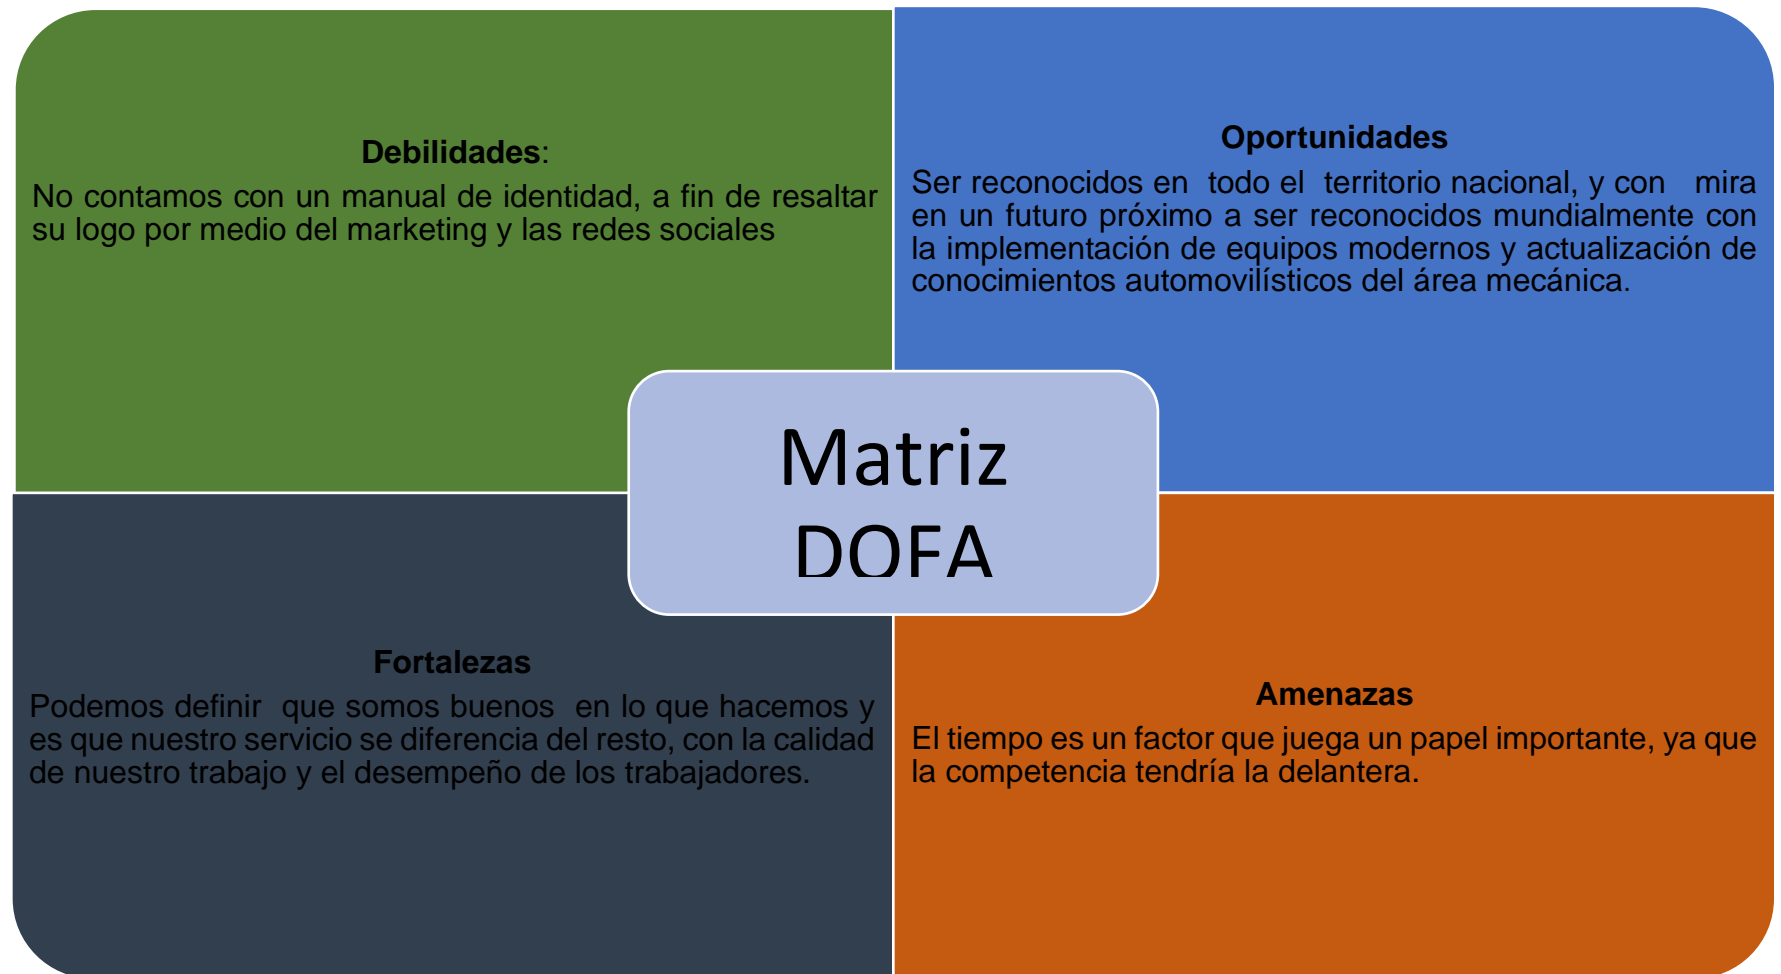 Debilidades:
No contamos con un manual de identidad, a fin de resaltar
su logo por medio del marketing y las redes sociales
Oportunidades
Ser reconocidos en todo el territorio nacional, y con mira
en un futuro próximo a ser reconocidos mundialmente con
la implementación de equipos modernos y actualización de
conocimientos automovilísticos del área mecánica.
Matriz
DOFA
Fortalezas
Podemos definir que somos buenos en lo que hacemos y
es que nuestro servicio se diferencia del resto, con la calidad
de nuestro trabajo y el desempeño de los trabajadores.
Amenazas
El tiempo es un factor que juega un papel importante, ya que
la competencia tendría la delantera.